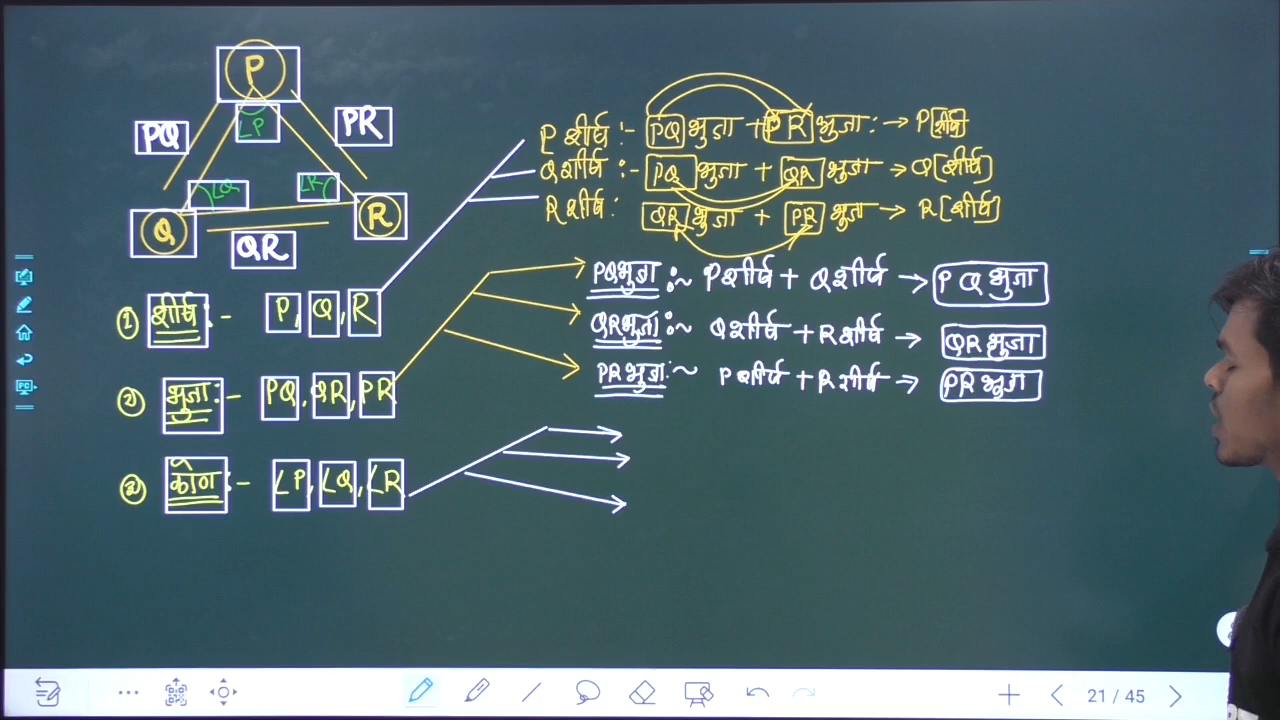 P
PQ
∠P
PR
∠Q
∠R
Q
R
QR
P शीर्ष :- PQ भुजा + PR भुजा : → P [शीर्ष]
Q शीर्ष :- PQ भुजा + QR भुजा → Q [शीर्ष]
R शीर्ष : QR भुजा + PR भुजा → R [शीर्ष]
PQ भुजा :~ P शीर्ष + Q शीर्ष → PQ भुजा
QR भुजा :~ Q शीर्ष + R शीर्ष → QR भुजा
PR भुजा :~ P शीर्ष + R शीर्ष → PR भुजा
① शीर्ष :- P, Q, R
② भुजा :- PQ, QR, PR
③ कोन :- ∠P, ∠Q, ∠R
21 / 45